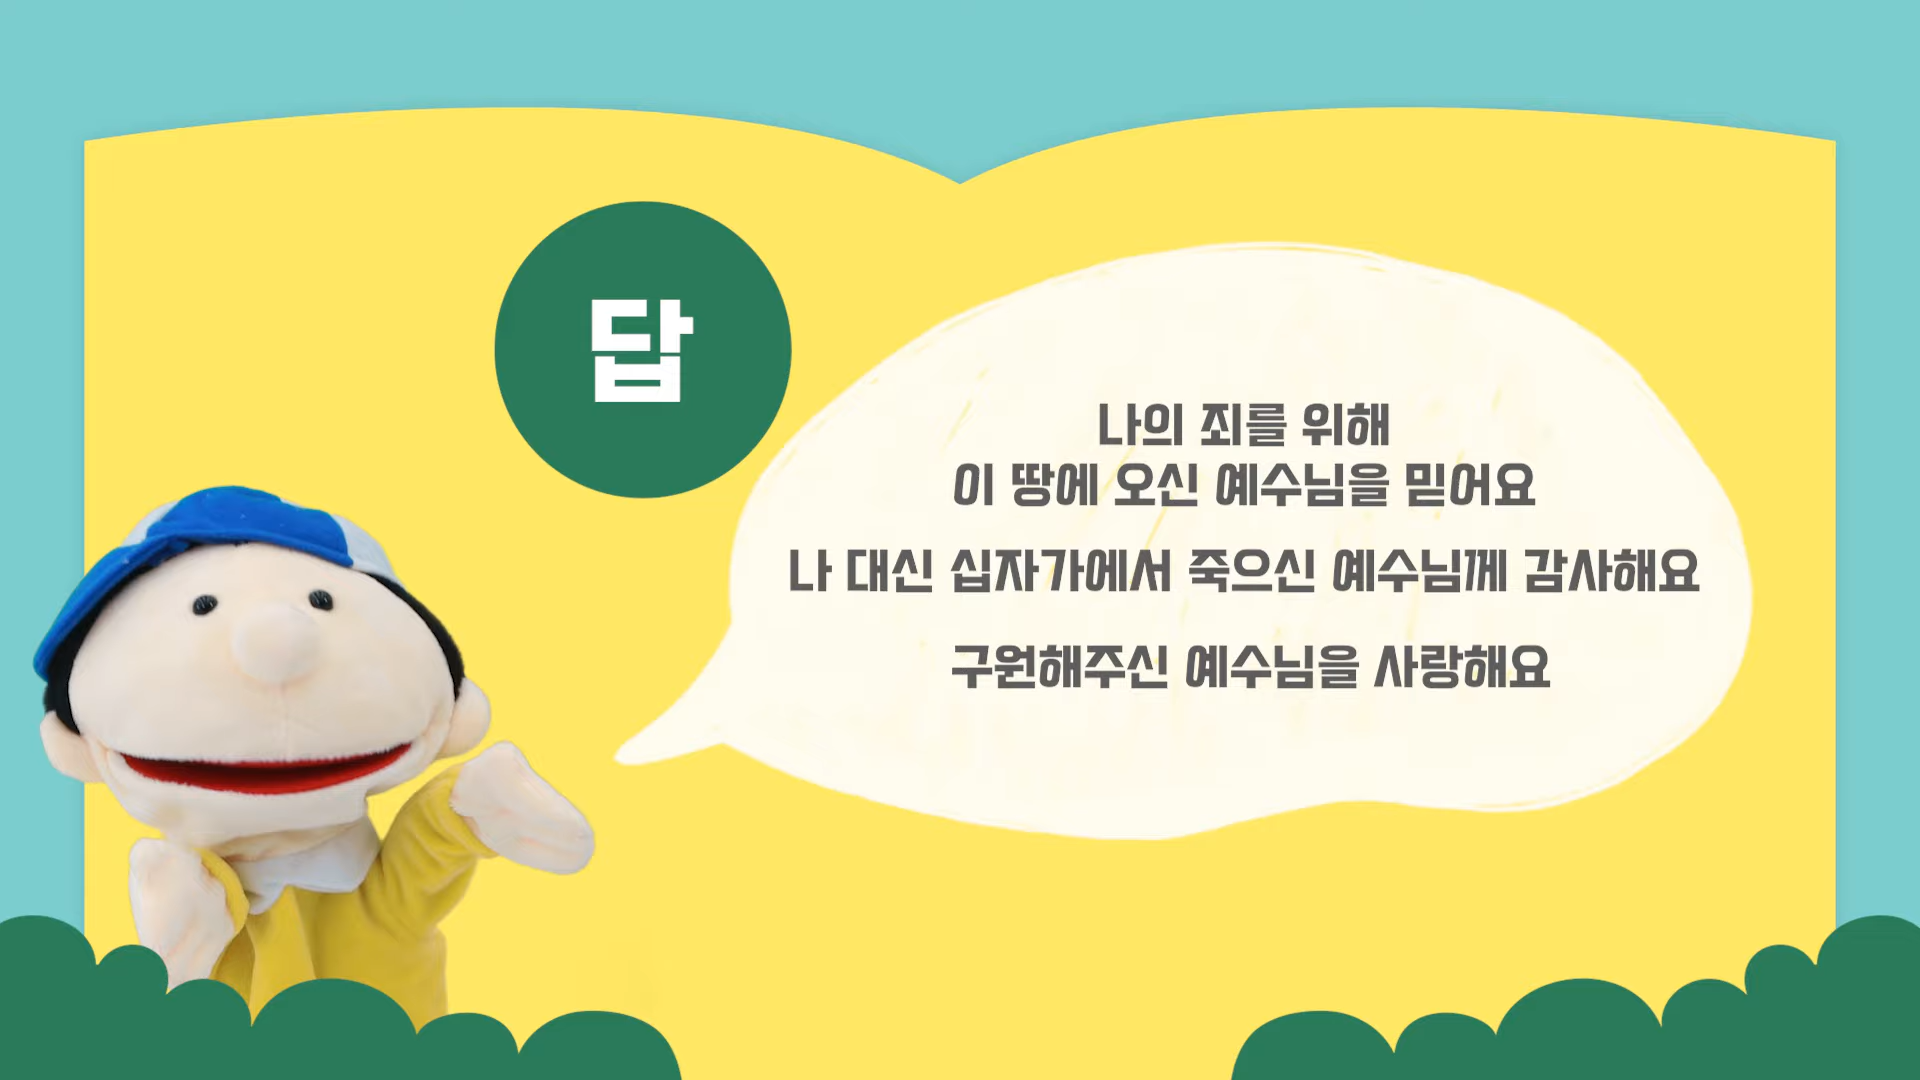 답
나의 죄를 위해
이 땅에 오신 예수님을 믿어요
나 대신 십자가에서 죽으신 예수님께 감사해요
구원해주신 예수님을 사랑해요